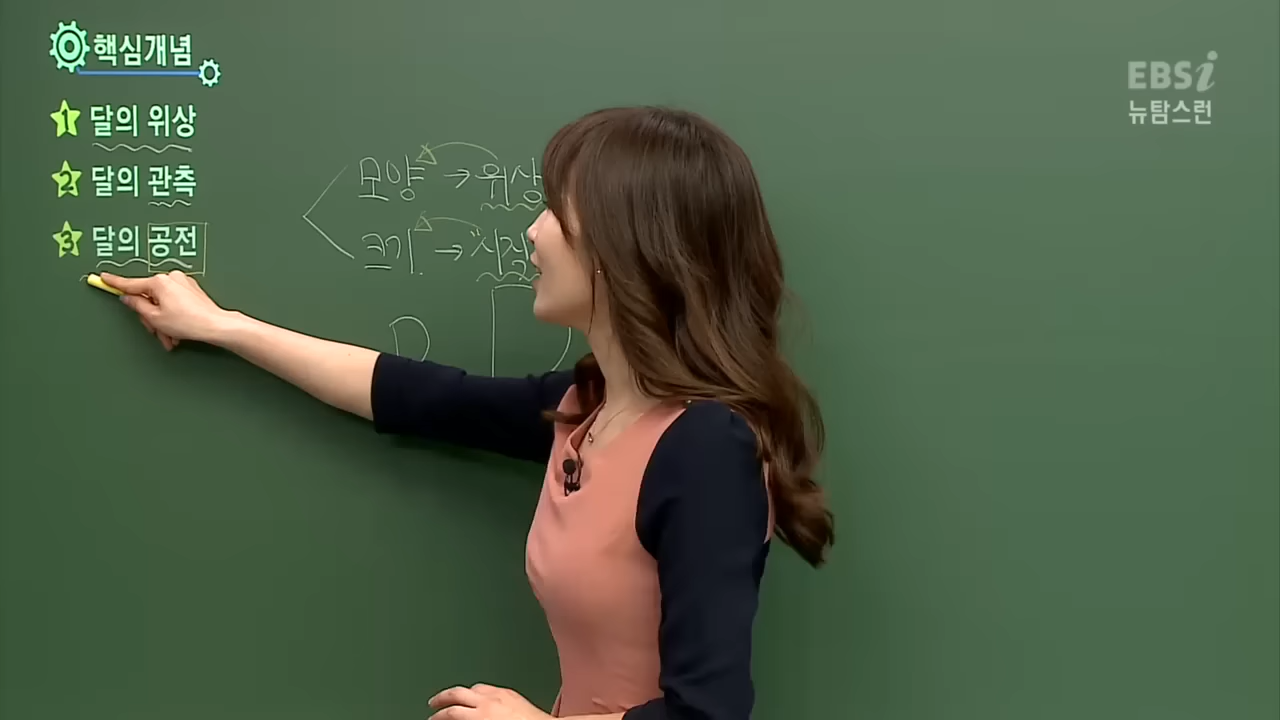 핵심개념
1 달의 위상
2 달의 관측
3 달의 공전
모양 → 위상
크기 → 시직
EBSi
뉴탐스런